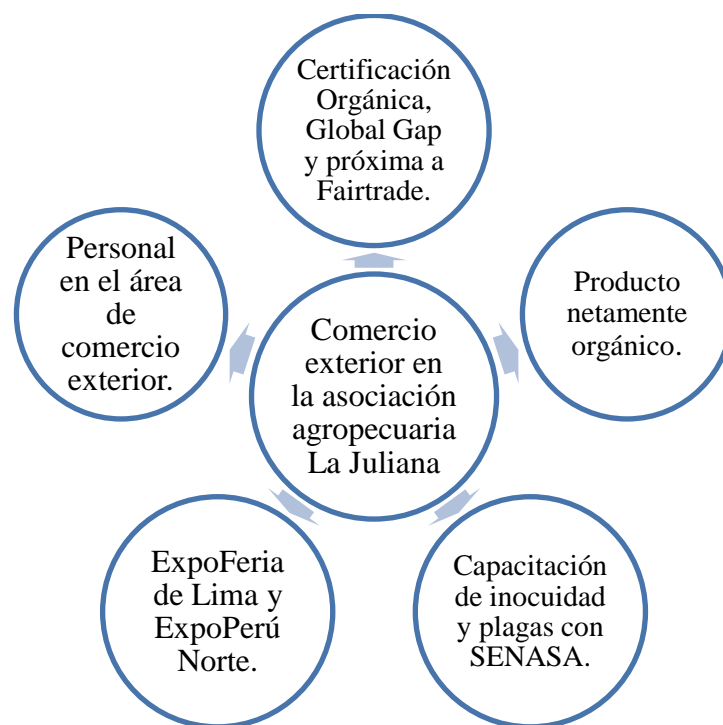 Certificación
Orgánica,
Global Gap
y próxima a
Fairtrade.
Personal
en el área
de
comercio
exterior.
Producto
netamente
orgánico.
Comercio
exterior en
la asociación
agropecuaria
La Juliana
ExpoFeria
de Lima y
ExpoPerú
Norte.
Capacitación
de inocuidad
y plagas con
SENASA.